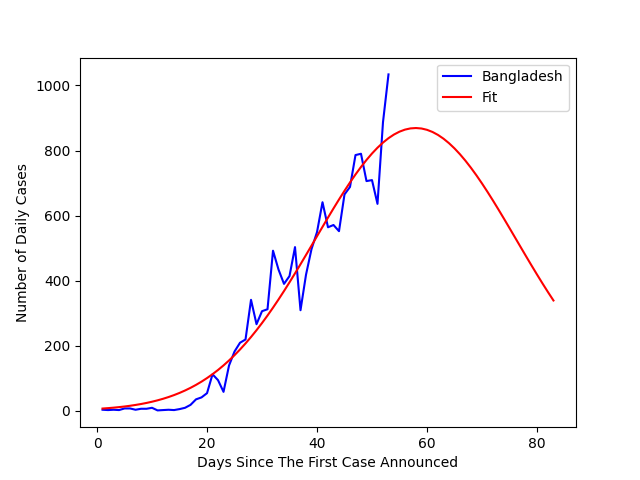 Bangladesh
Fit
Number of Daily Cases
1000
800
600
400
200
0
0 20 40 60 80
Days Since The First Case Announced